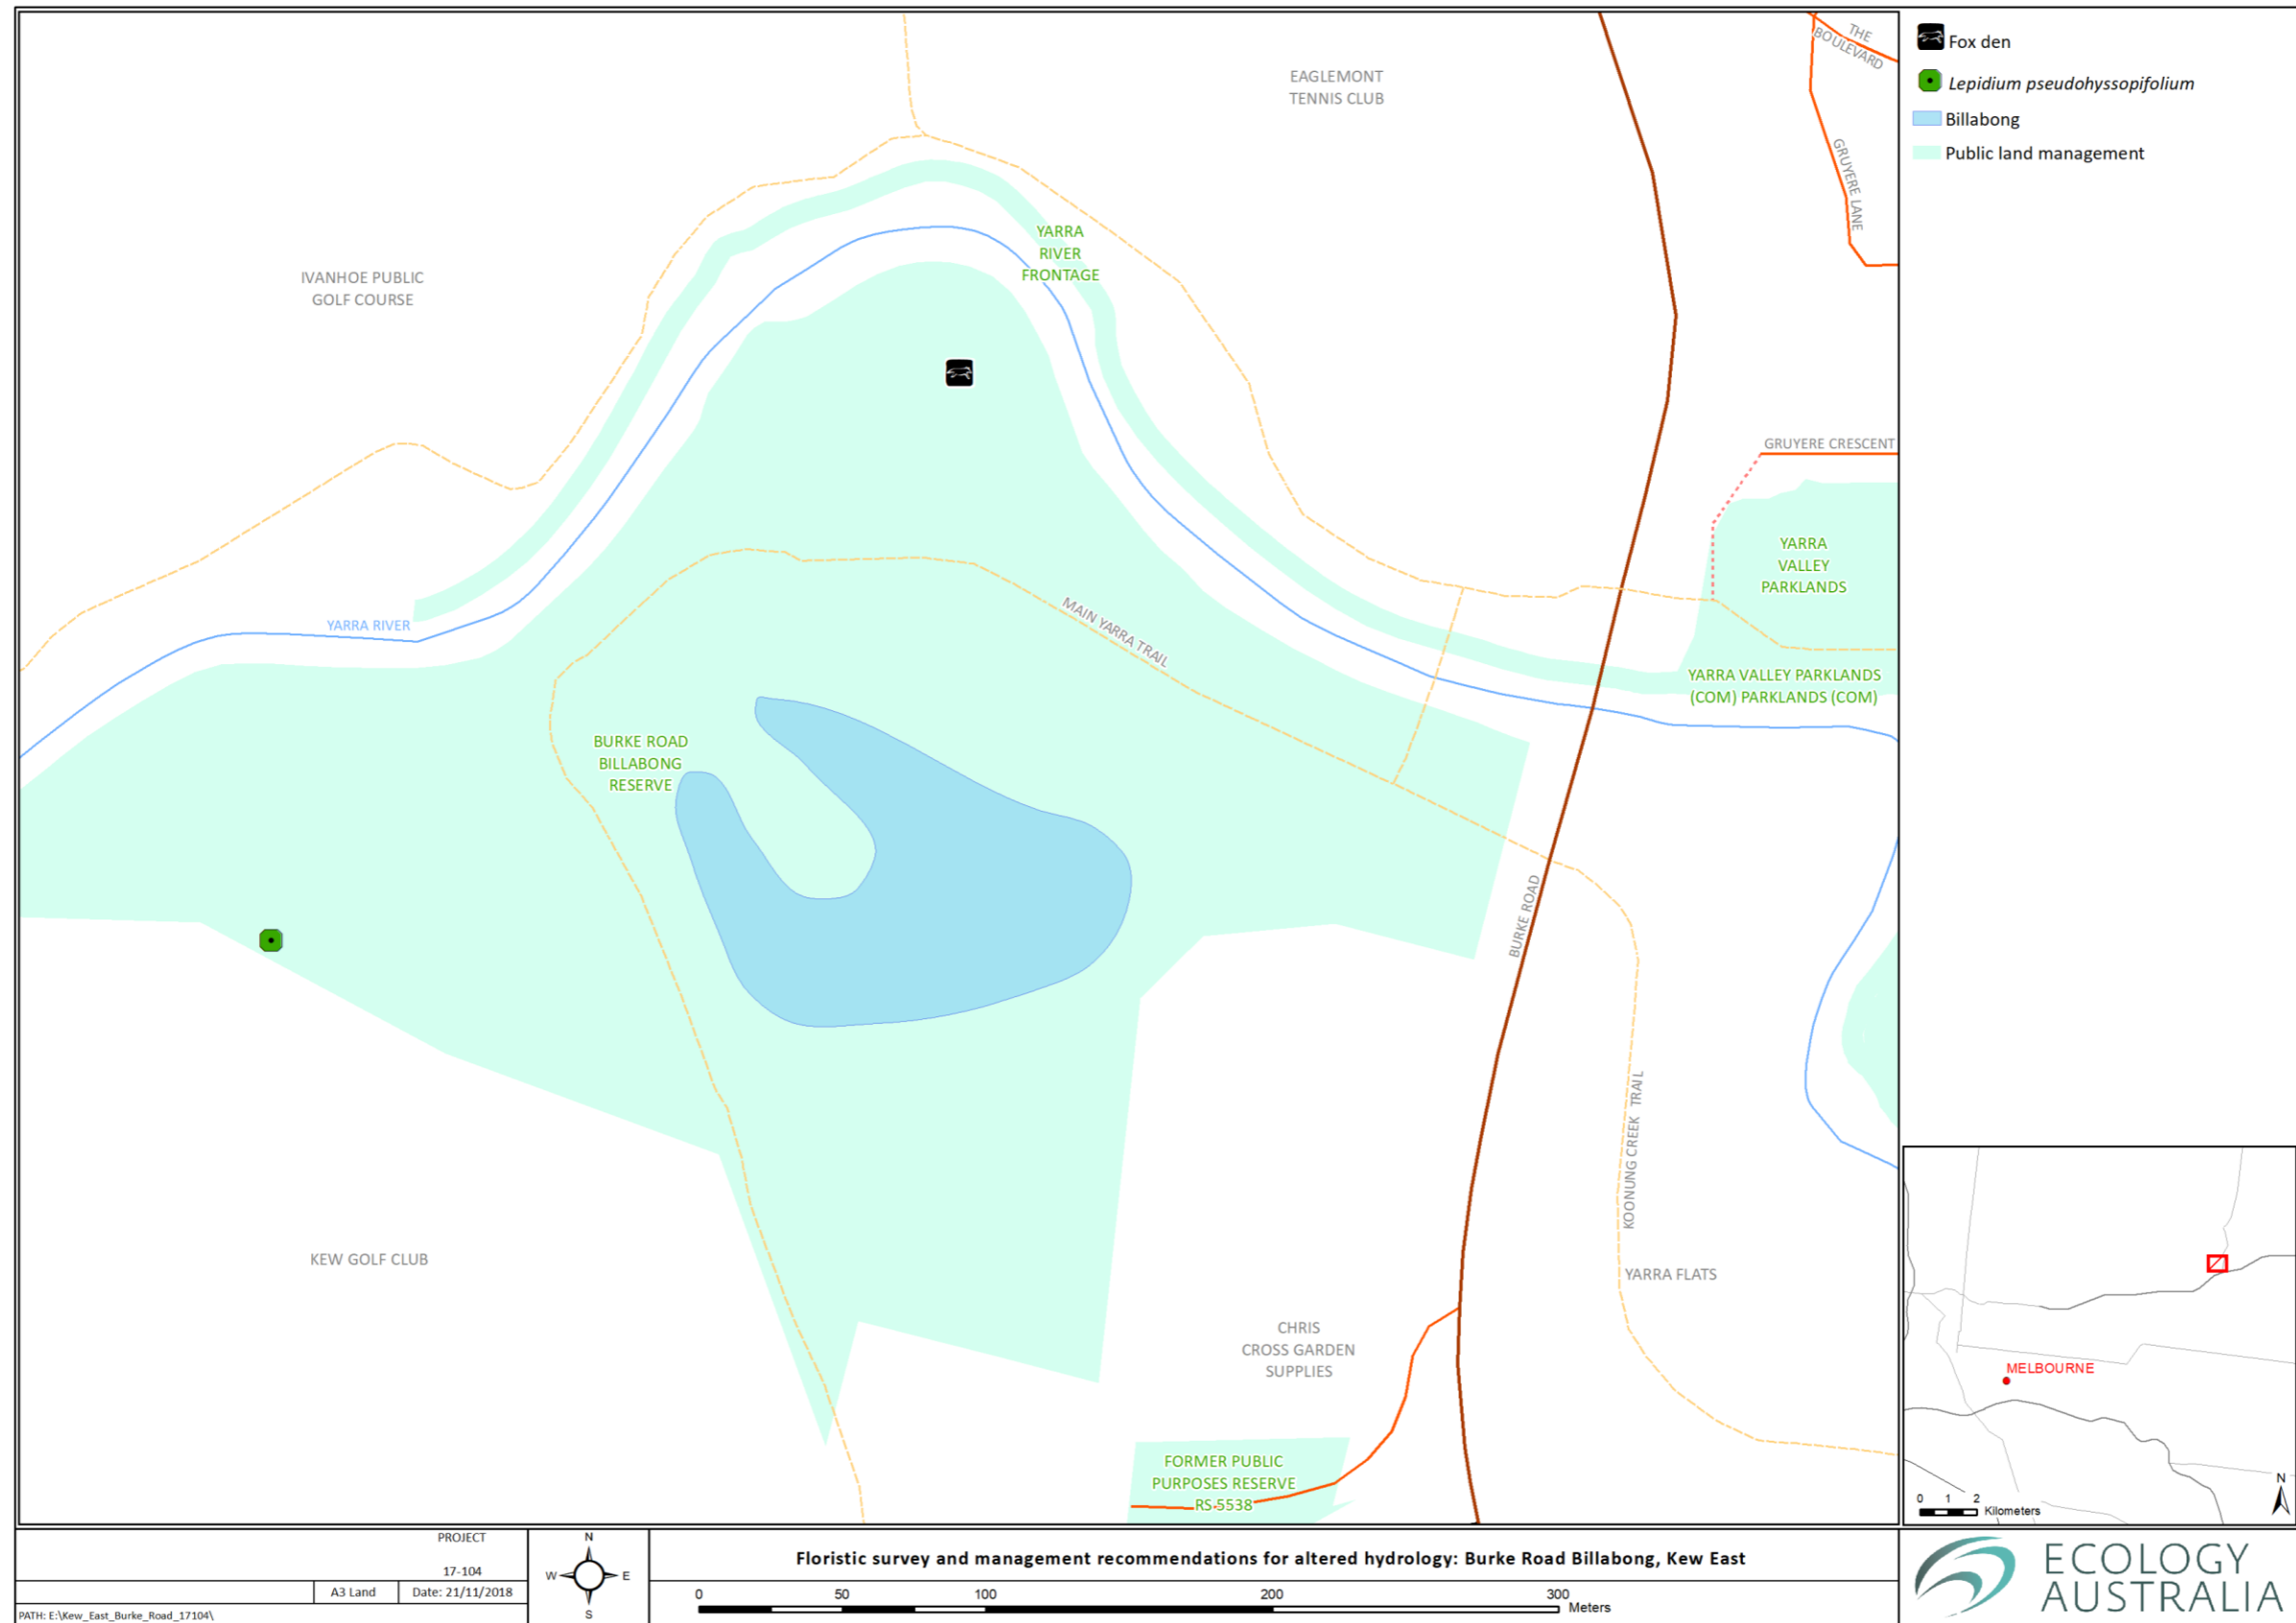 THE
BOULEVARD
EAGLEMONT
TENNIS CLUB
GRUYERE LANE
YARRA
RIVER
FRONTAGE
IVANHOE PUBLIC
GOLF COURSE
GRUYERE CRESCENT
YARRA
VALLEY
PARKLANDS
MAIN YARRA TRAIL
YARRA RIVER
YARRA VALLEY PARKLANDS
(COM) PARKLANDS (COM)
BURKE ROAD
BILLABONG
RESERVE
BURKE ROAD
KOONUNG CREEK TRAIL
KEW GOLF CLUB
YARRA FLATS
CHRIS
CROSS GARDEN
SUPPLIES
FORMER PUBLIC
PURPOSES RESERVE
RS 5538
Fox den
Lepidium pseudohyssopifolium
Billabong
Public land management
MELBOURNE
N
0 1 2
Kilometers
PROJECT
17-104
A3 Land
Date: 21/11/2018
PATH: E:\Kew_East_Burke_Road_17104\
N
W E
S
Floristic survey and management recommendations for altered hydrology: Burke Road Billabong, Kew East
0 50 100 200 300
Meters
ECOLOGY
AUSTRALIA